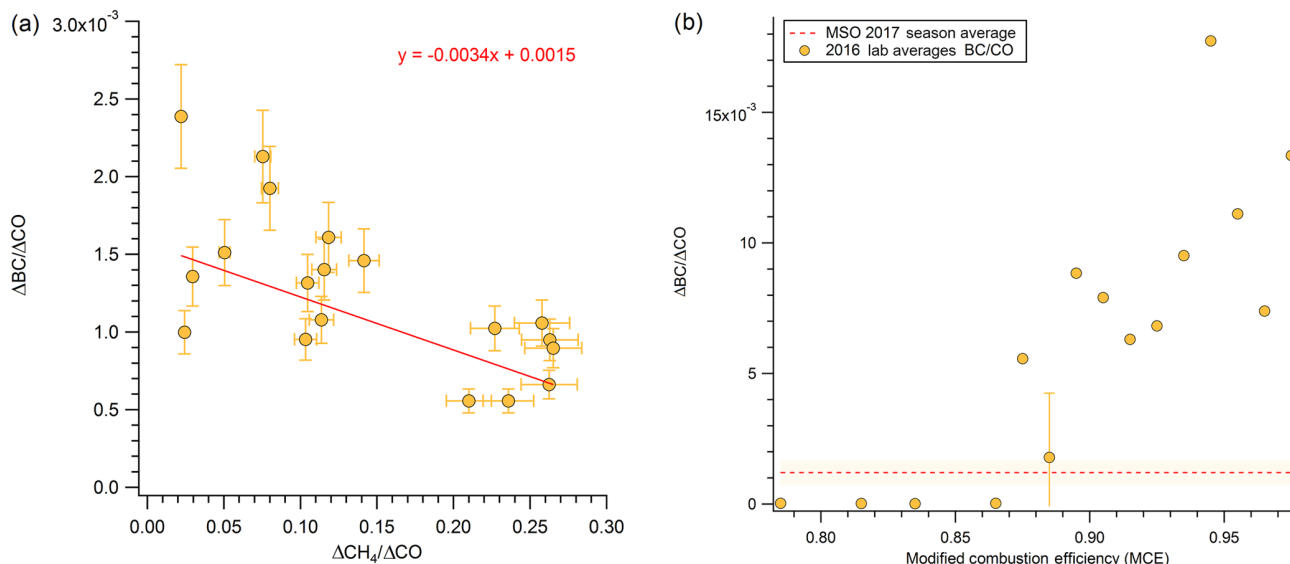 (a)
3.0x10⁻³
2.5
2.0
1.5
1.0
0.5
0.0
ΔBC/ΔCO
y = -0.0034x + 0.0015
0.00 0.05 0.10 0.15 0.20 0.25 0.30
ΔCH₄/ΔCO
(b)
MSO 2017 season average
2016 lab averages BC/CO
15x10⁻³
10
5
0
ΔBC/ΔCO
0.80 0.85 0.90 0.95
Modified combustion efficiency (MCE)